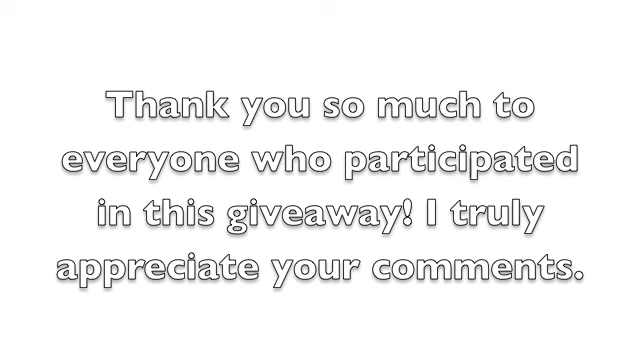 Thank you so much to
everyone who participated
in this giveaway! I truly
appreciate your comments.